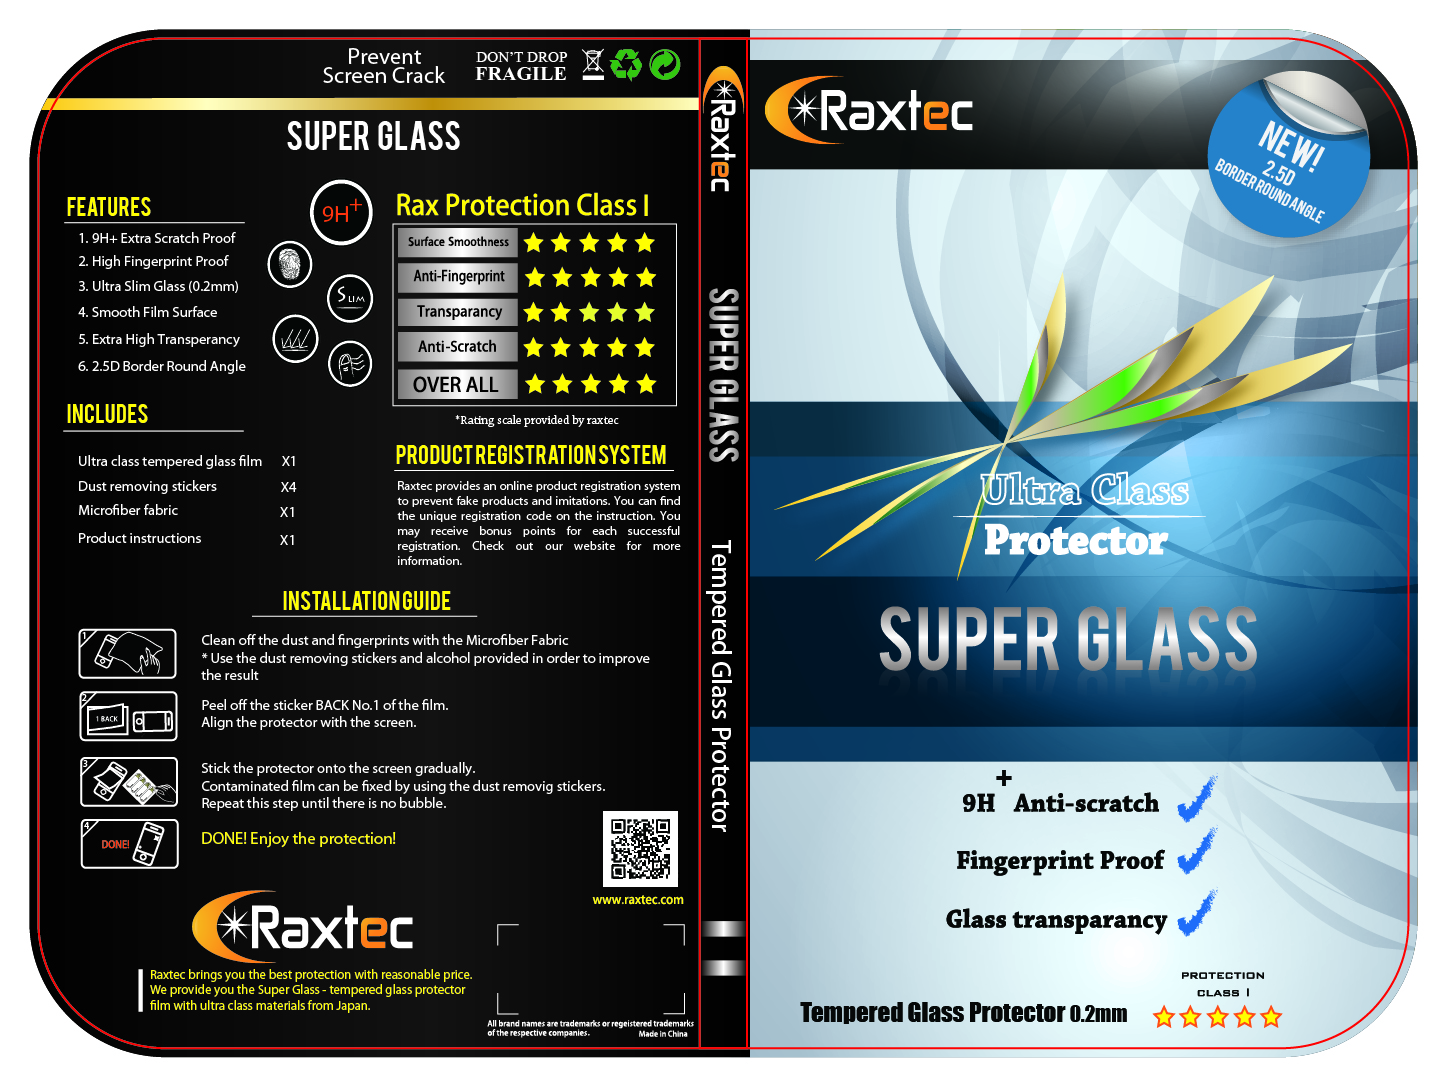 Prevent
Screen Crack
DON'T DROP
FRAGILE
SUPER GLASS
FEATURES
1. 9H+ Extra Scratch Proof
2. High Fingerprint Proof
3. Ultra Slim Glass (0.2mm)
4. Smooth Film Surface
5. Extra High Transperancy
6. 2.5D Border Round Angle
9H+
SLIM
INCLUDES
Ultra class tempered glass film X1
Dust removing stickers X4
Microfiber fabric X1
Product instructions X1
Rax Protection Class I
Surface Smoothness
Anti-Fingerprint
Transparancy
Anti-Scratch
OVER ALL
*Rating scale provided by raxtec
PRODUCT REGISTRATION SYSTEM
Raxtec provides an online product registration system
to prevent fake products and imitations. You can find
the unique registration code on the instruction. You
may receive bonus points for each successful
registration. Check out our website for more
information.
INSTALLATION GUIDE
1
Clean off the dust and fingerprints with the Microfiber Fabric
* Use the dust removing stickers and alcohol provided in order to improve
the result
2
1 BACK
Peel off the sticker BACK No.1 of the film.
Align the protector with the screen.
3
Stick the protector onto the screen gradually.
Contaminated film can be fixed by using the dust removig stickers.
Repeat this step until there is no bubble.
4
DONE!
DONE! Enjoy the protection!
www.raxtec.com
Raxtec
Raxtec brings you the best protection with reasonable price.
We provide you the Super Glass - tempered glass protector
film with ultra class materials from Japan.
All brand names are trademarks or regeistered trademarks
of the respective companies. Made in China
Raxtec
SUPER GLASS
Tempered Glass Protector
Raxtec
NEW!
2.5D
BORDER ROUND ANGLE
Ultra Class
Protector
SUPER GLASS
9H+ Anti-scratch
Fingerprint Proof
Glass transparancy
PROTECTION
CLASS I
Tempered Glass Protector 0.2mm